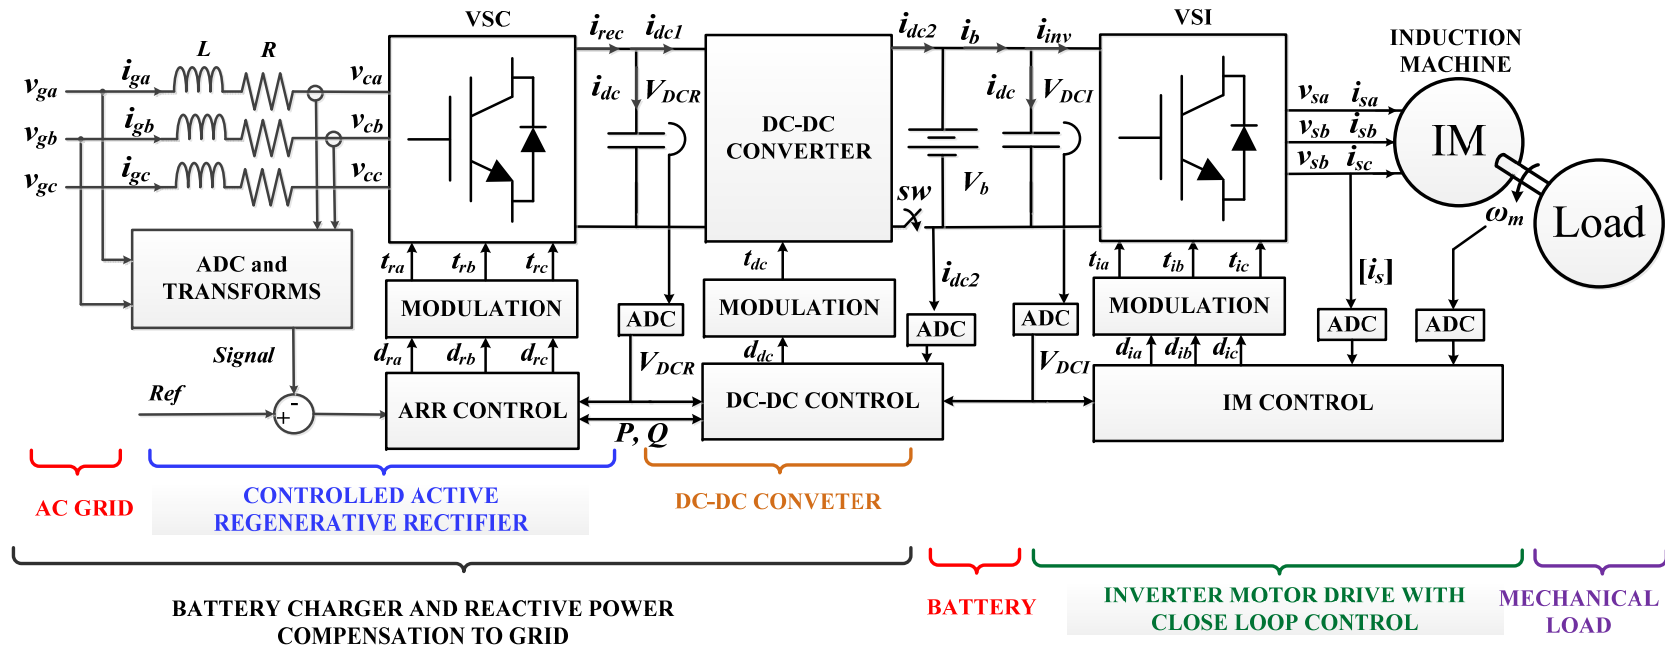 VSC
VSI
i_rec
i_dc1
i_dc2
i_b
i_inv
INDUCTION
MACHINE
L
R
v_ga
i_ga
v_ca
i_dc
V_DCR
i_dc
V_DCI
v_sa
i_sa
v_gb
i_gb
v_cb
DC-DC
CONVERTER
v_sb
i_sb
IM
v_gc
i_gc
v_cc
V_b
v_sb
i_sc
sw
ω_m
Load
ADC and
TRANSFORMS
t_ra
t_rb
t_rc
t_dc
i_dc2
t_ia
t_ib
t_ic
[i_s]
MODULATION
MODULATION
MODULATION
ADC
ADC
ADC
ADC
ADC
Signal
d_ra
d_rb
d_rc
V_DCR
d_dc
V_DCI
d_ia
d_ib
d_ic
Ref
-
+
ARR CONTROL
DC-DC CONTROL
IM CONTROL
P, Q
AC GRID
CONTROLLED ACTIVE
REGENERATIVE RECTIFIER
DC-DC CONVETER
BATTERY CHARGER AND REACTIVE POWER
COMPENSATION TO GRID
BATTERY
INVERTER MOTOR DRIVE WITH
CLOSE LOOP CONTROL
MECHANICAL
LOAD